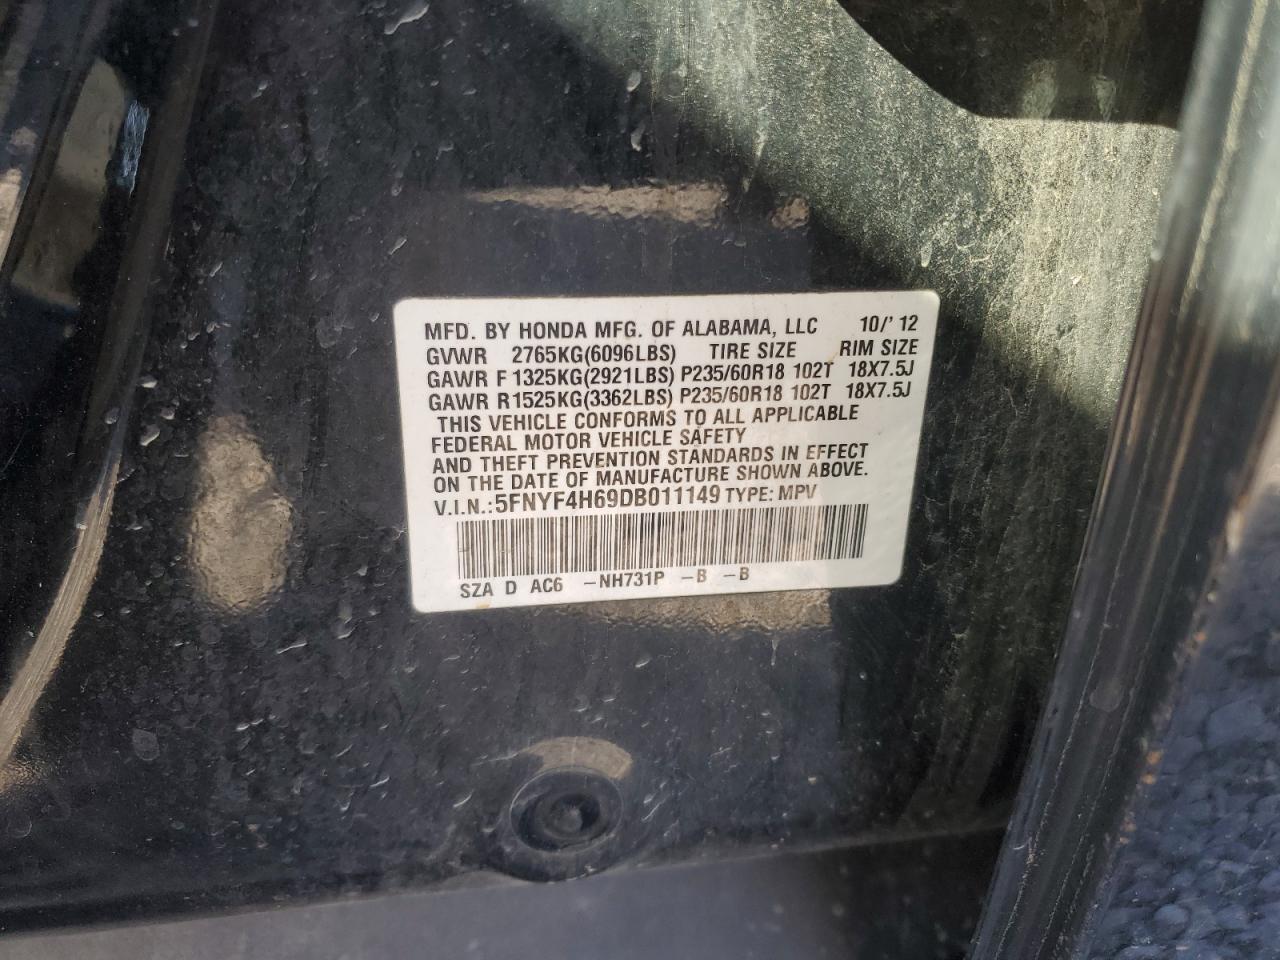 MFD. BY HONDA MFG. OF ALABAMA, LLC 10/'12
GVWR 2765KG(6096LBS) TIRE SIZE RIM SIZE
GAWR F 1325KG(2921LBS) P235/60R18 102T 18X7.5J
GAWR R1525KG(3362LBS) P235/60R18 102T 18X7.5J
THIS VEHICLE CONFORMS TO ALL APPLICABLE
FEDERAL MOTOR VEHICLE SAFETY
AND THEFT PREVENTION STANDARDS IN EFFECT
ON THE DATE OF MANUFACTURE SHOWN ABOVE.
V.I.N.:5FNYF4H69DB011149 TYPE: MPV
SZA D AC6 -NH731P -B -B